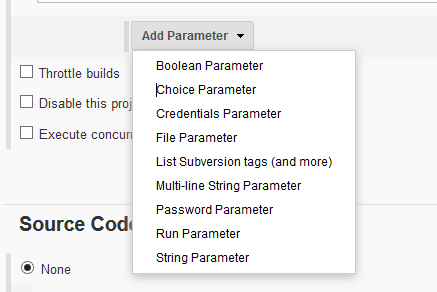 Add Parameter
Boolean Parameter
Throttle builds
Choice Parameter
Disable this proj
Credentials Parameter
Execute concurr
File Parameter
List Subversion tags (and more)
Multi-line String Parameter
Password Parameter
Source Code
Run Parameter
String Parameter
None